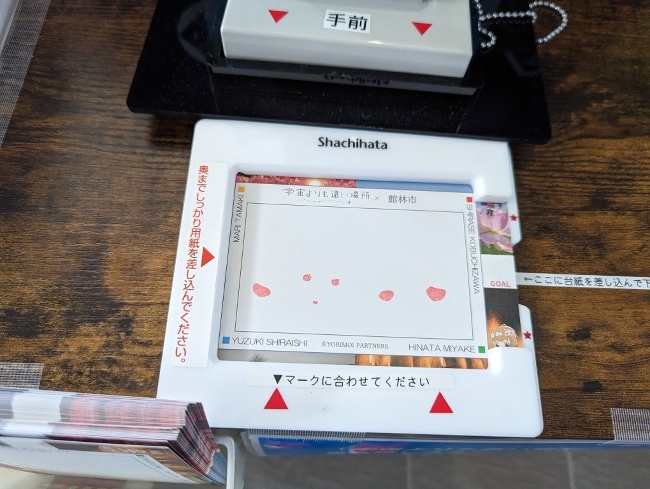 手前
Shachihata
奥までしっかり用紙を差し込んでください。
宇宙よりも遠い場所 × 館林市
MARI TAMAKI
SHIRASE KOBUCHIZAWA
GOAL
←ここに台紙を差し込んで下
YUZUKI SHIRAISHI
©YORIMOI PARTNERS
HINATA MIYAKE
▼マークに合わせてください